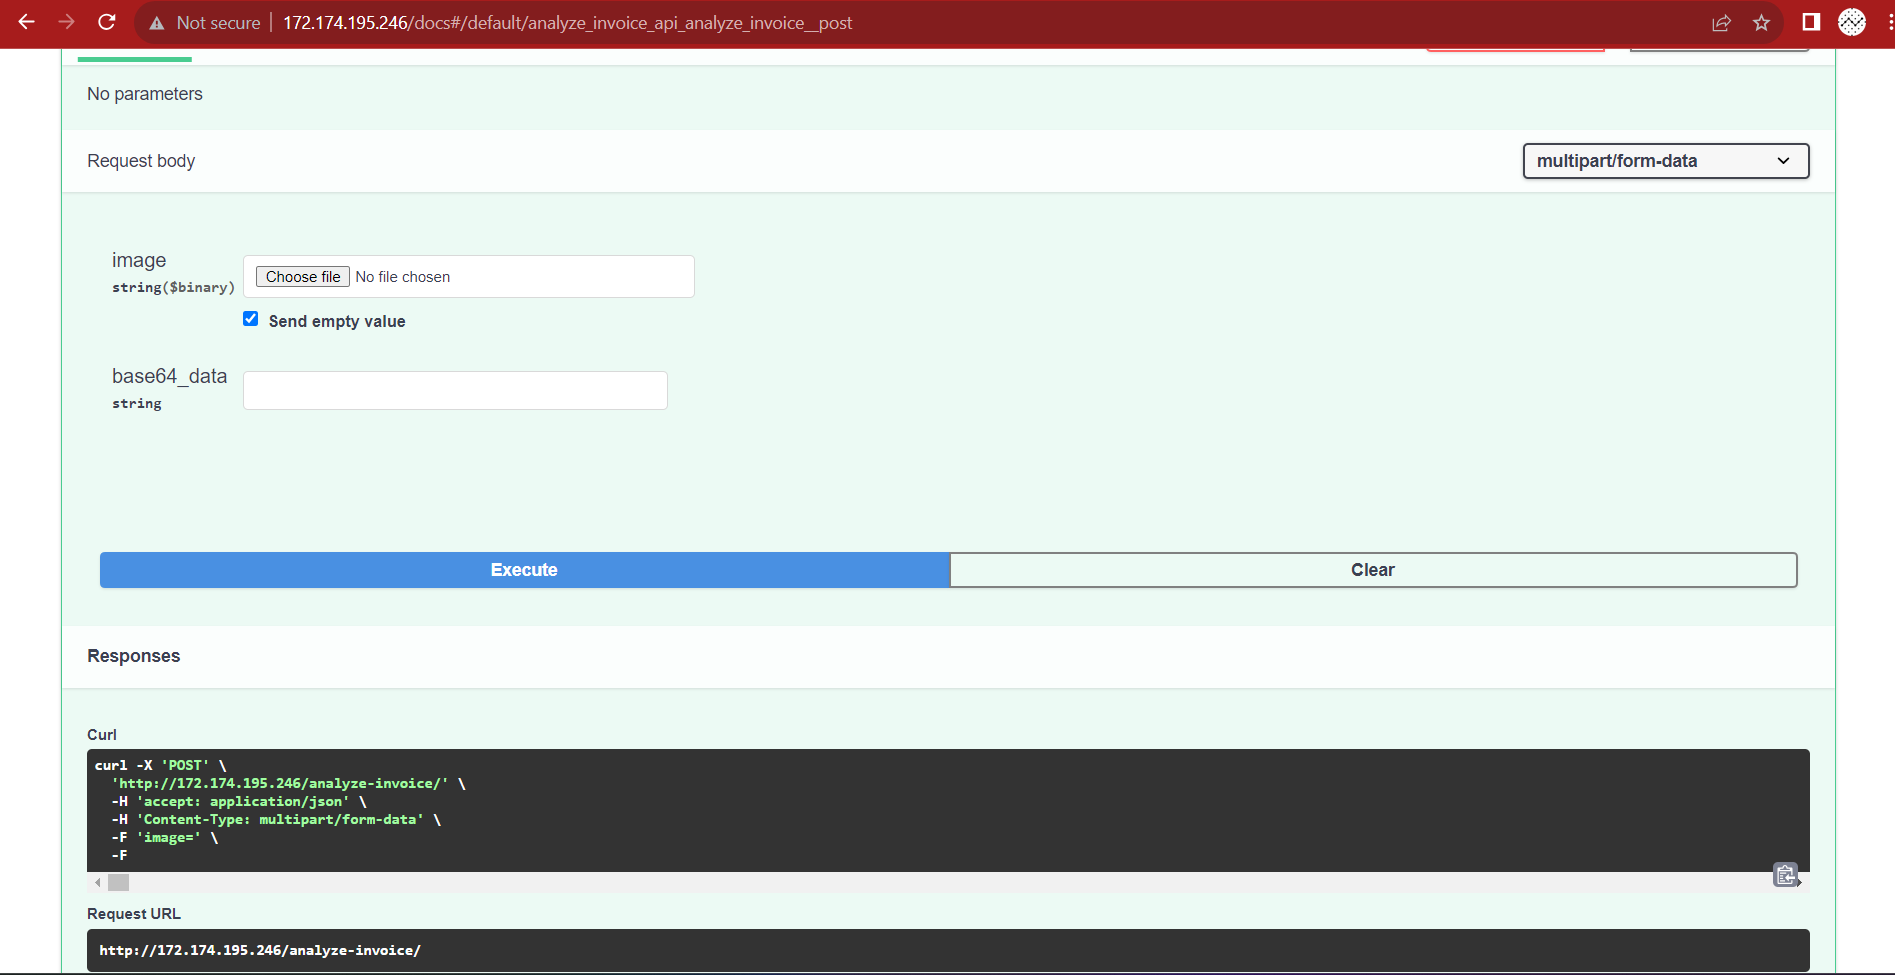 Not secure | 172.174.195.246/docs#/default/analyze_invoice_api_analyze_invoice__post
No parameters
Request body
multipart/form-data
image
string($binary)
Choose file No file chosen
Send empty value
base64_data
string
Execute
Clear
Responses
Curl
curl -X 'POST' \
'http://172.174.195.246/analyze-invoice/' \
-H 'accept: application/json' \
-H 'Content-Type: multipart/form-data' \
-F 'image=' \
-F
Request URL
http://172.174.195.246/analyze-invoice/